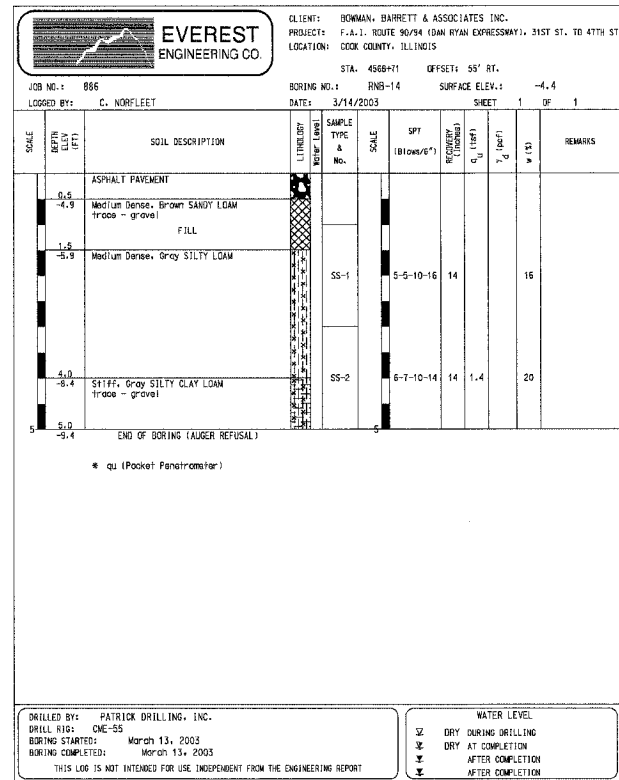 EVEREST
ENGINEERING CO.
CLIENT: BOWMAN, BARRETT & ASSOCIATES INC.
PROJECT: F.A.I. ROUTE 90/94 (DAN RYAN EXPRESSWAY), 31ST ST. TO 47TH ST
LOCATION: COOK COUNTY, ILLINOIS
STA. 4566+71 OFFSET: 55' RT.
JOB NO.: 886 BORING NO.: RNB-14 SURFACE ELEV.: -4.4
LOGGED BY: C. NORFLEET DATE: 3/14/2003 SHEET 1 OF 1
SCALE DEPTH ELEV (FT) SOIL DESCRIPTION LITHOLOGY Water Level SAMPLE TYPE & No. SCALE SPT (Blows/6") RECOVERY (Inches) qu (tsf) γd (pcf) w (%) REMARKS
ASPHALT PAVEMENT
0.5
-4.9 Medium Dense, Brown SANDY LOAM
trace - gravel
FILL
1.5
-5.9 Medium Dense, Gray SILTY LOAM
SS-1 5-5-10-16 14 16
4.0 SS-2 6-7-10-14 14 1.4 20
-8.4 Stiff, Gray SILTY CLAY LOAM
trace - gravel
5 5.0 5
-9.4 END OF BORING (AUGER REFUSAL)
* qu (Pocket Penetrometer)
DRILLED BY: PATRICK DRILLING, INC.
DRILL RIG: CME-55
BORING STARTED: March 13, 2003
BORING COMPLETED: March 13, 2003
THIS LOG IS NOT INTENDED FOR USE INDEPENDENT FROM THE ENGINEERING REPORT
WATER LEVEL
DRY DURING DRILLING
DRY AT COMPLETION
AFTER COMPLETION
AFTER COMPLETION